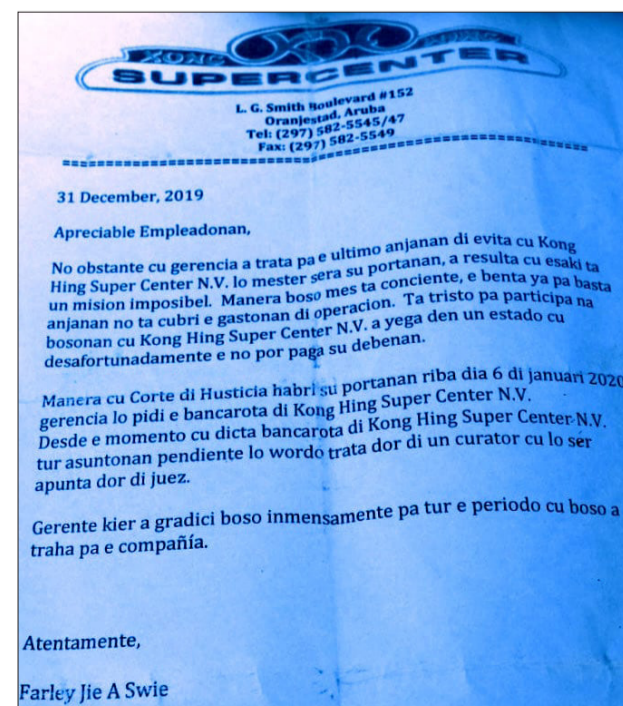 KONG HING
SUPERCENTER
L. G. Smith Boulevard #152
Oranjestad, Aruba
Tel: (297) 582-5545/47
Fax: (297) 582-5549
31 December, 2019
Apreciable Empleadonan,
No obstante cu gerencia a trata pa e ultimo anjanan di evita cu Kong
Hing Super Center N.V. lo mester sera su portanan, a resulta cu esaki ta
un mision imposibel. Manera boso mes ta conciente, e benta ya pa basta
anjanan no ta cubri e gastonan di operacion. Ta tristo pa participa na
bosonan cu Kong Hing Super Center N.V. a yega den un estado cu
desafortunadamente e no por paga su debenan.
Manera cu Corte di Husticia habri su portanan riba dia 6 di januari 2020
gerencia lo pidi e bancarota di Kong Hing Super Center N.V.
Desde e momento cu dicta bancarota di Kong Hing Super Center N.V.
tur asuntonan pendiente lo wordo trata dor di un curator cu lo ser
apunta dor di juez.
Gerente kier a gradici boso inmensamente pa tur e periodo cu boso a
traha pa e compañía.
Atentamente,
Farley Jie A Swie